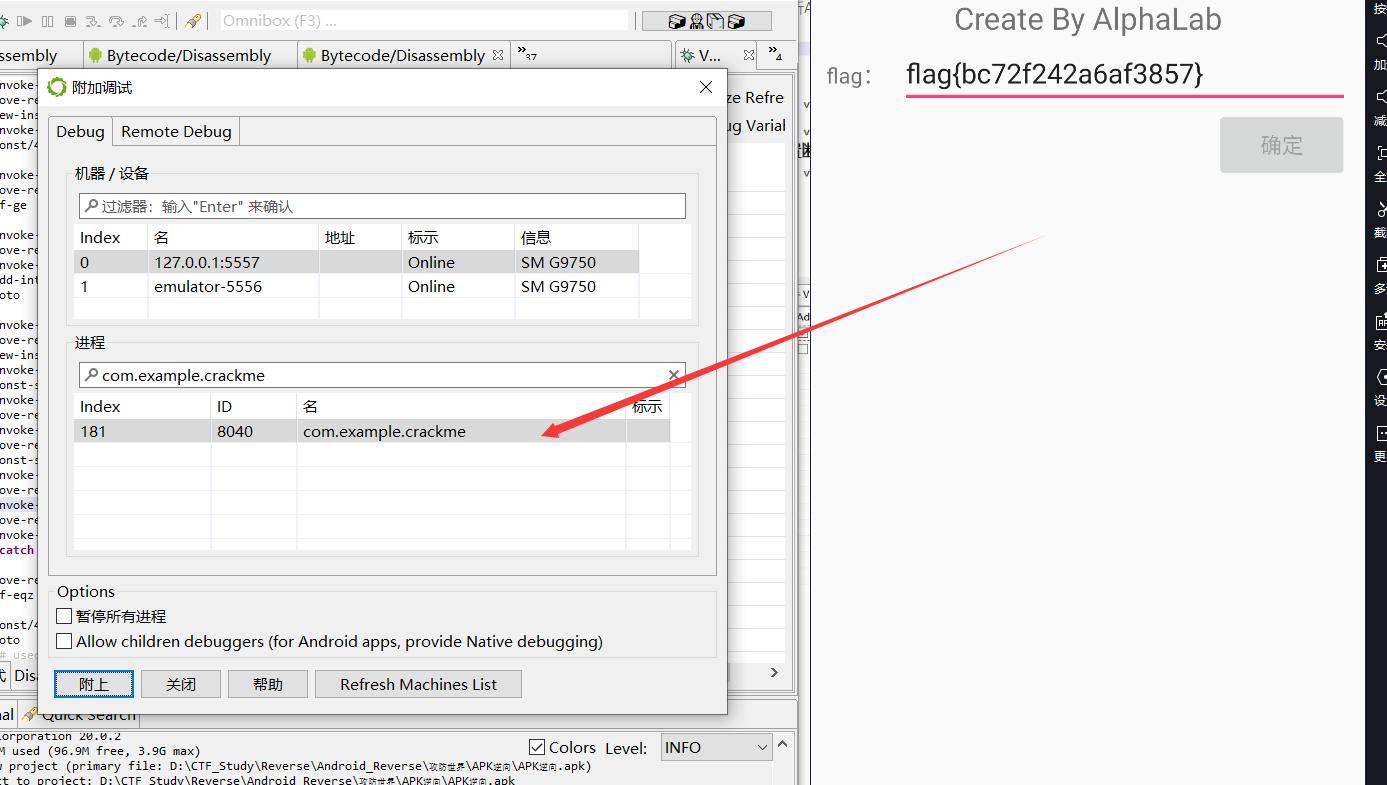 Omnibox (F3) ...
ssembly
Bytecode/Disassembly
Bytecode/Disassembly
»37
V...
»4
nvoke-
ove-re
ew-ins
nvoke-
onst/4
nvoke-
ove-re
f-ge
nvoke-
ove-re
nvoke-
dd-int
oto
nvoke-
ove-re
ew-ins
nvoke-
onst-s
nvoke-
ove-re
nvoke-
ove-re
onst-s
nvoke-
ove-re
nvoke-
ove-re
nvoke-
catch
ove-re
f-eqz
onst/4
oto
# used
式
Disa
附加调试
Debug
Remote Debug
机器 / 设备
过滤器：输入"Enter" 来确认
Index
名
地址
标示
信息
0
127.0.0.1:5557
Online
SM G9750
1
emulator-5556
Online
SM G9750
进程
com.example.crackme
Index
ID
名
标示
181
8040
com.example.crackme
Options
暂停所有进程
Allow children debuggers (for Android apps, provide Native debugging)
附上
关闭
帮助
Refresh Machines List
ze Refre
ug Variab
nal
Quick Search
orporation 20.0.2
M used (96.9M free, 3.9G max)
w project (primary file: D:\CTF_Study\Reverse\Android_Reverse\攻防世界\APK逆向\APK逆向.apk)
ct to project: D:\CTF_Study\Reverse\Android_Reverse\攻防世界\APK逆向\APK逆向.apk
Colors
Level:
INFO
Ad
Create By AlphaLab
flag：
flag{bc72f242a6af3857}
确定
按
加
减
全
截
多
安
设
更